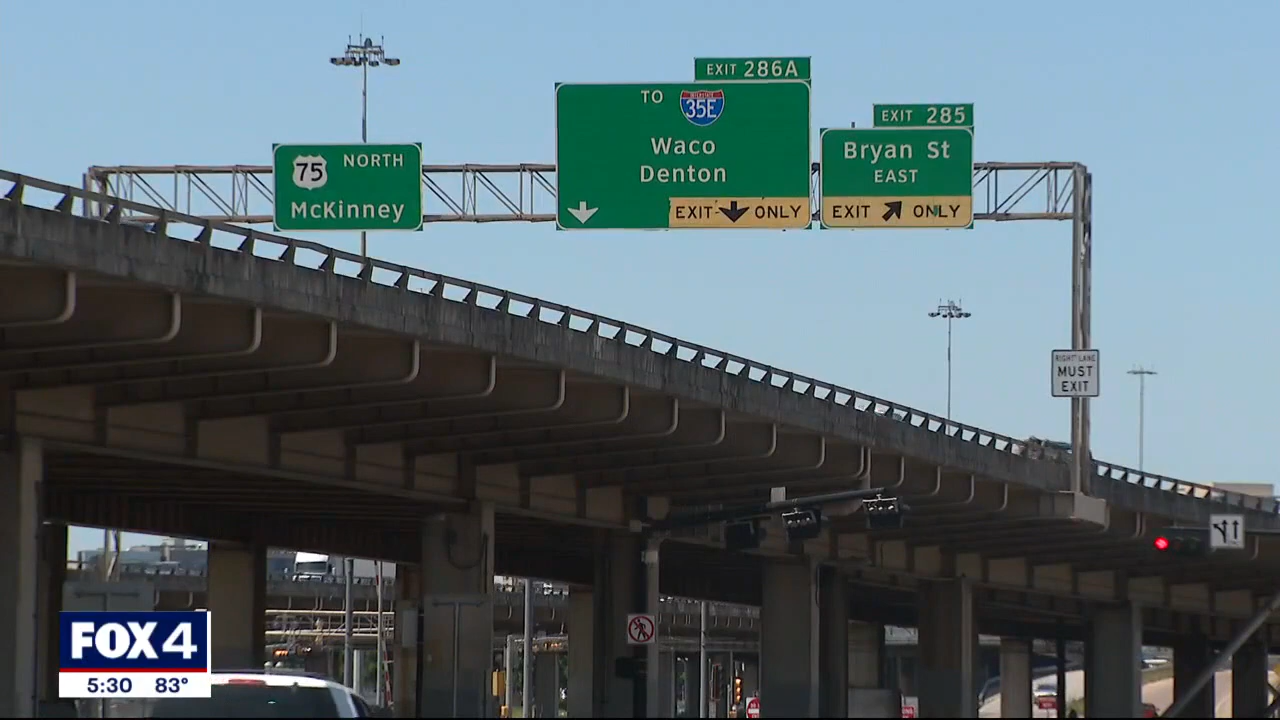 75 NORTH
McKinney
EXIT 286A
TO INTERSTATE 35E
Waco
Denton
EXIT ONLY
EXIT 285
Bryan St
EAST
EXIT ONLY
RIGHT LANE
MUST
EXIT
FOX 4
5:30 83°